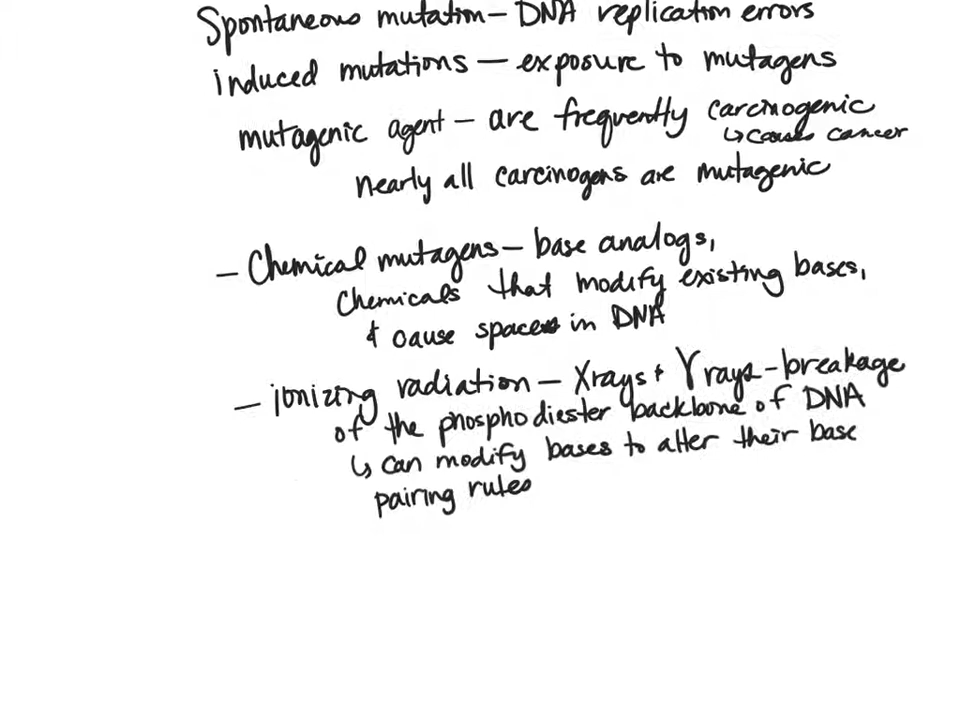 Spontaneous mutation – DNA replication errors
induced mutations – exposure to mutagens
mutagenic agent – are frequently carcinogenic
↳ causes cancer
nearly all carcinogens are mutagenic
– Chemical mutagens – base analogs,
chemicals that modify existing bases,
& cause spaces in DNA
– ionizing radiation – Xrays & γ rays – breakage
of the phosphodiester backbone of DNA
↳ can modify bases to alter their base
pairing rules